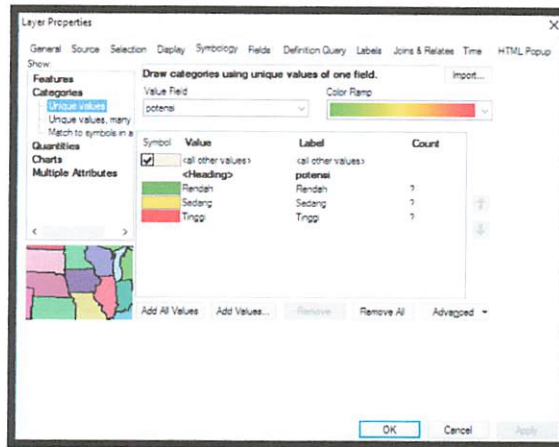 Layer Properties
General Source Selection Display Symbology Fields Definition Query Labels Joins & Relates Time HTML Popup
Show:
Features
Categories
Unique values
Unique values, many
Match to symbols in a
Quantities
Charts
Multiple Attributes
Draw categories using unique values of one field.
Import...
Value Field
Color Ramp
potensi
Symbol Value Label Count
<all other values> <all other values>
<Heading> potensi
Rendah Rendah ?
Sedang Sedang ?
Tinggi Tinggi ?
Add All Values Add Values... Remove Remove All Advanced
OK Cancel Apply